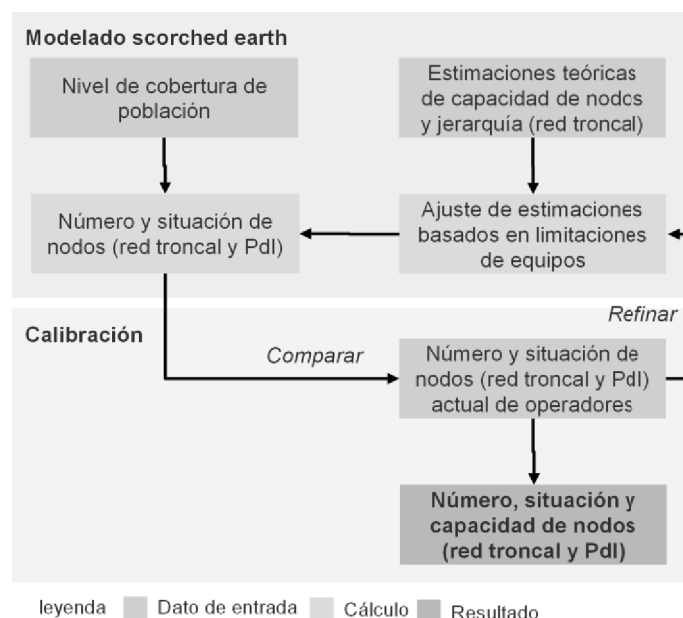 Modelado scorched earth
Nivel de cobertura de
población
Estimaciones teóricas
de capacidad de nodos
y jerarquía (red troncal)
Número y situación de
nodos (red troncal y PdI)
Ajuste de estimaciones
basados en limitaciones
de equipos
Refinar
Calibración
Comparar
Número y situación de
nodos (red troncal y PdI)
actual de operadores
Número, situación y
capacidad de nodos
(red troncal y PdI)
leyenda Dato de entrada Cálculo Resultado